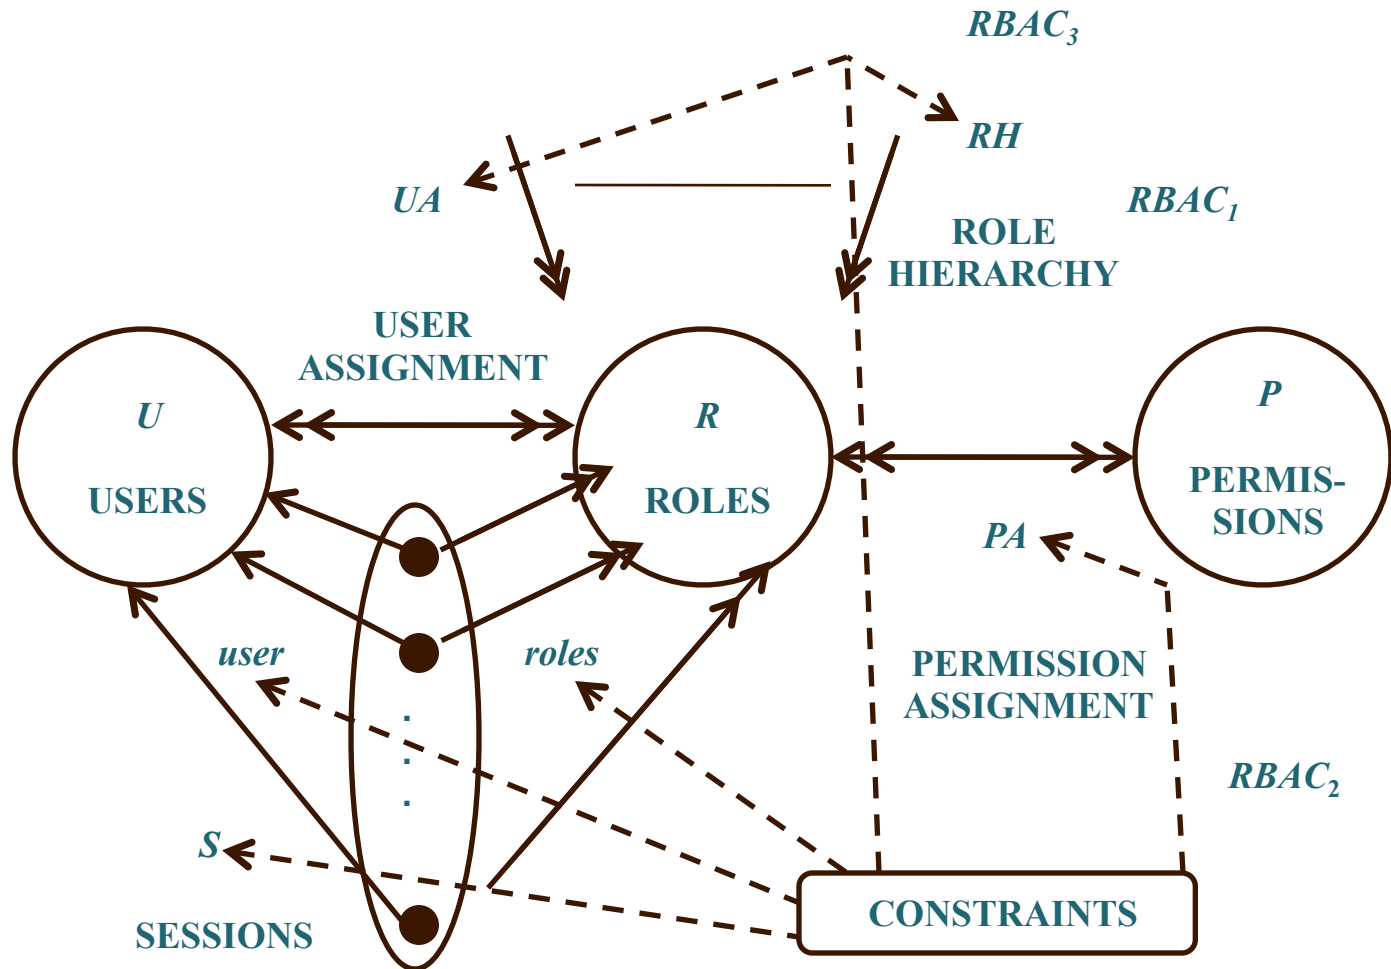 RBAC₃
RH
UA
RBAC₁
ROLE
HIERARCHY
USER
ASSIGNMENT
U
R
P
USERS
ROLES
PERMIS-
SIONS
PA
user
roles
PERMISSION
ASSIGNMENT
.
.
.
RBAC₂
S
SESSIONS
CONSTRAINTS